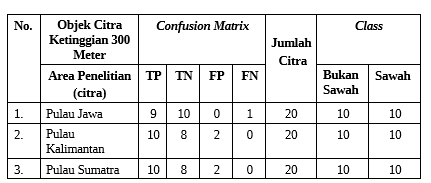 No. Objek Citra Ketinggian 300 Meter Confusion Matrix Jumlah Citra Class
Area Penelitian (citra) TP TN FP FN Bukan Sawah Sawah
1. Pulau Jawa 9 10 0 1 20 10 10
2. Pulau Kalimantan 10 8 2 0 20 10 10
3. Pulau Sumatra 10 8 2 0 20 10 10